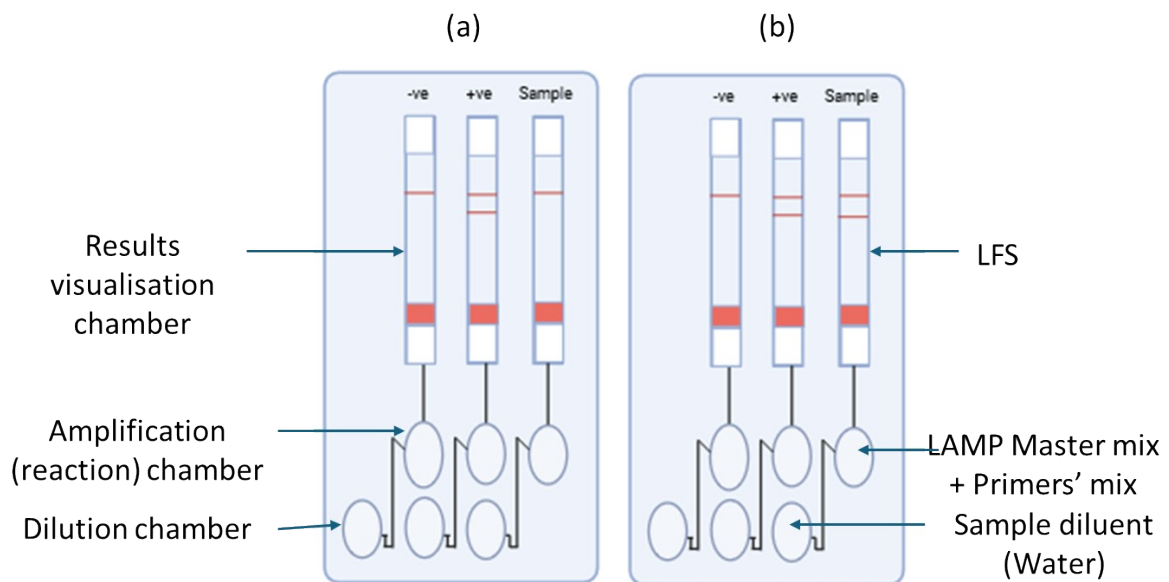 (a)
(b)
-ve +ve Sample
-ve +ve Sample
Results
visualisation
chamber
LFS
Amplification
(reaction) chamber
LAMP Master mix
+ Primers’ mix
Dilution chamber
Sample diluent
(Water)